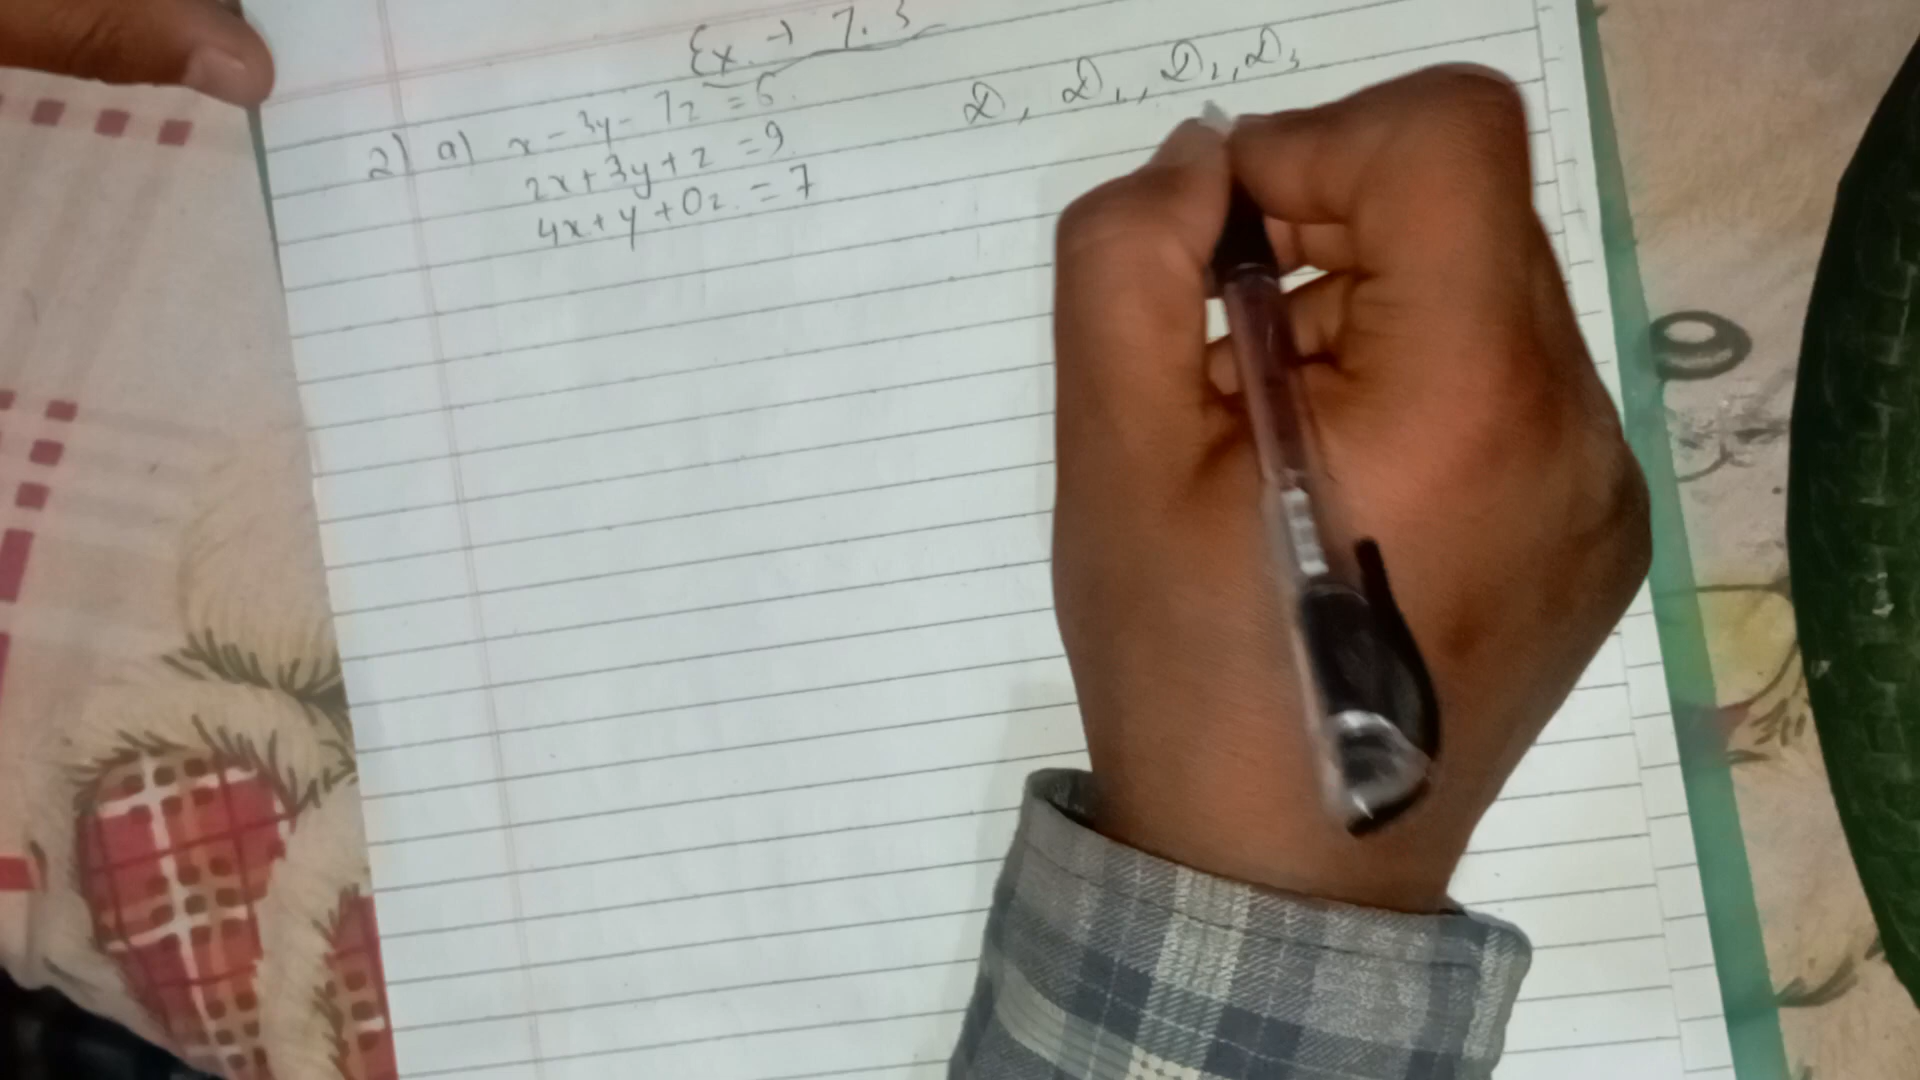 Ex → 7.3
2) a) x - 3y - 7z = 6
D, D₁, D₂, D₃
2x + 3y + z = 9
4x + y + 0z = 7